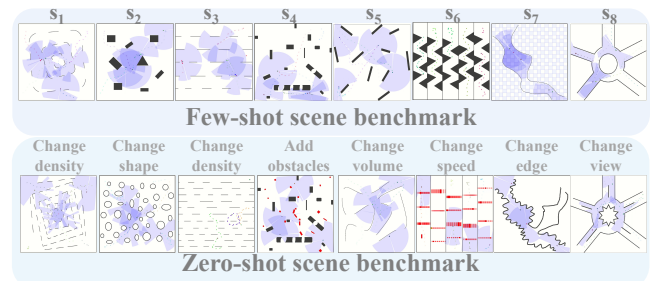 s1 s2 s3 s4 s5 s6 s7 s8
Few-shot scene benchmark
Change density Change shape Change density Add obstacles Change volume Change speed Change edge Change view
Zero-shot scene benchmark